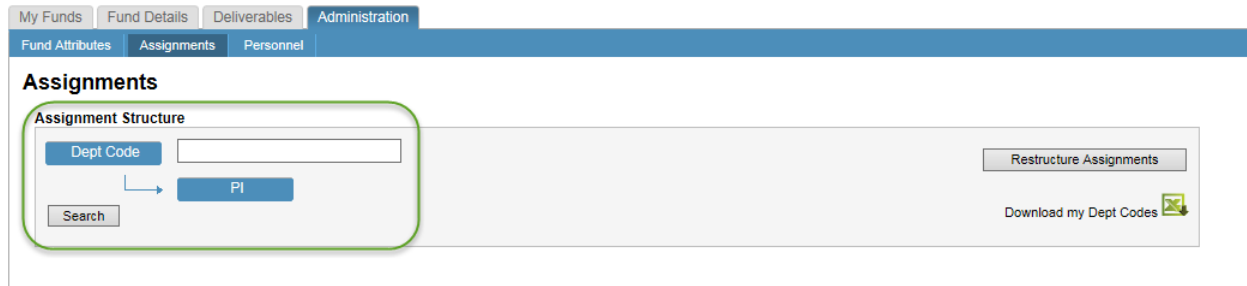 My Funds Fund Details Deliverables Administration
Fund Attributes Assignments Personnel
Assignments
Assignment Structure
Dept Code
Restructure Assignments
PI
Search
Download my Dept Codes